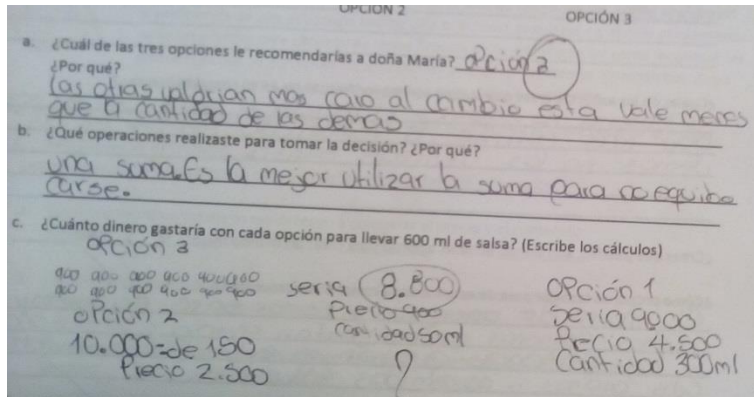 OPCIÓN 2
OPCIÓN 3
a. ¿Cuál de las tres opciones le recomendarías a doña María? opción 2
¿Por qué?
las otras valdrian mas caro al cambio esta vale menos
que la cantidad de las demas
b. ¿Qué operaciones realizaste para tomar la decisión? ¿Por qué?
una suma. Es la mejor utilizar la suma para no equibo
carse.
c. ¿Cuánto dinero gastaría con cada opción para llevar 600 ml de salsa? (Escribe los cálculos)
opción 3
900 900 900 900 900 900
900 900 900 900 900 900
seria 8.800
precio 900
cantidad 50ml
?
opción 2
10.000=de 150
Precio 2.500
opción 1
seria 9000
Precio 4.500
cantidad 300ml